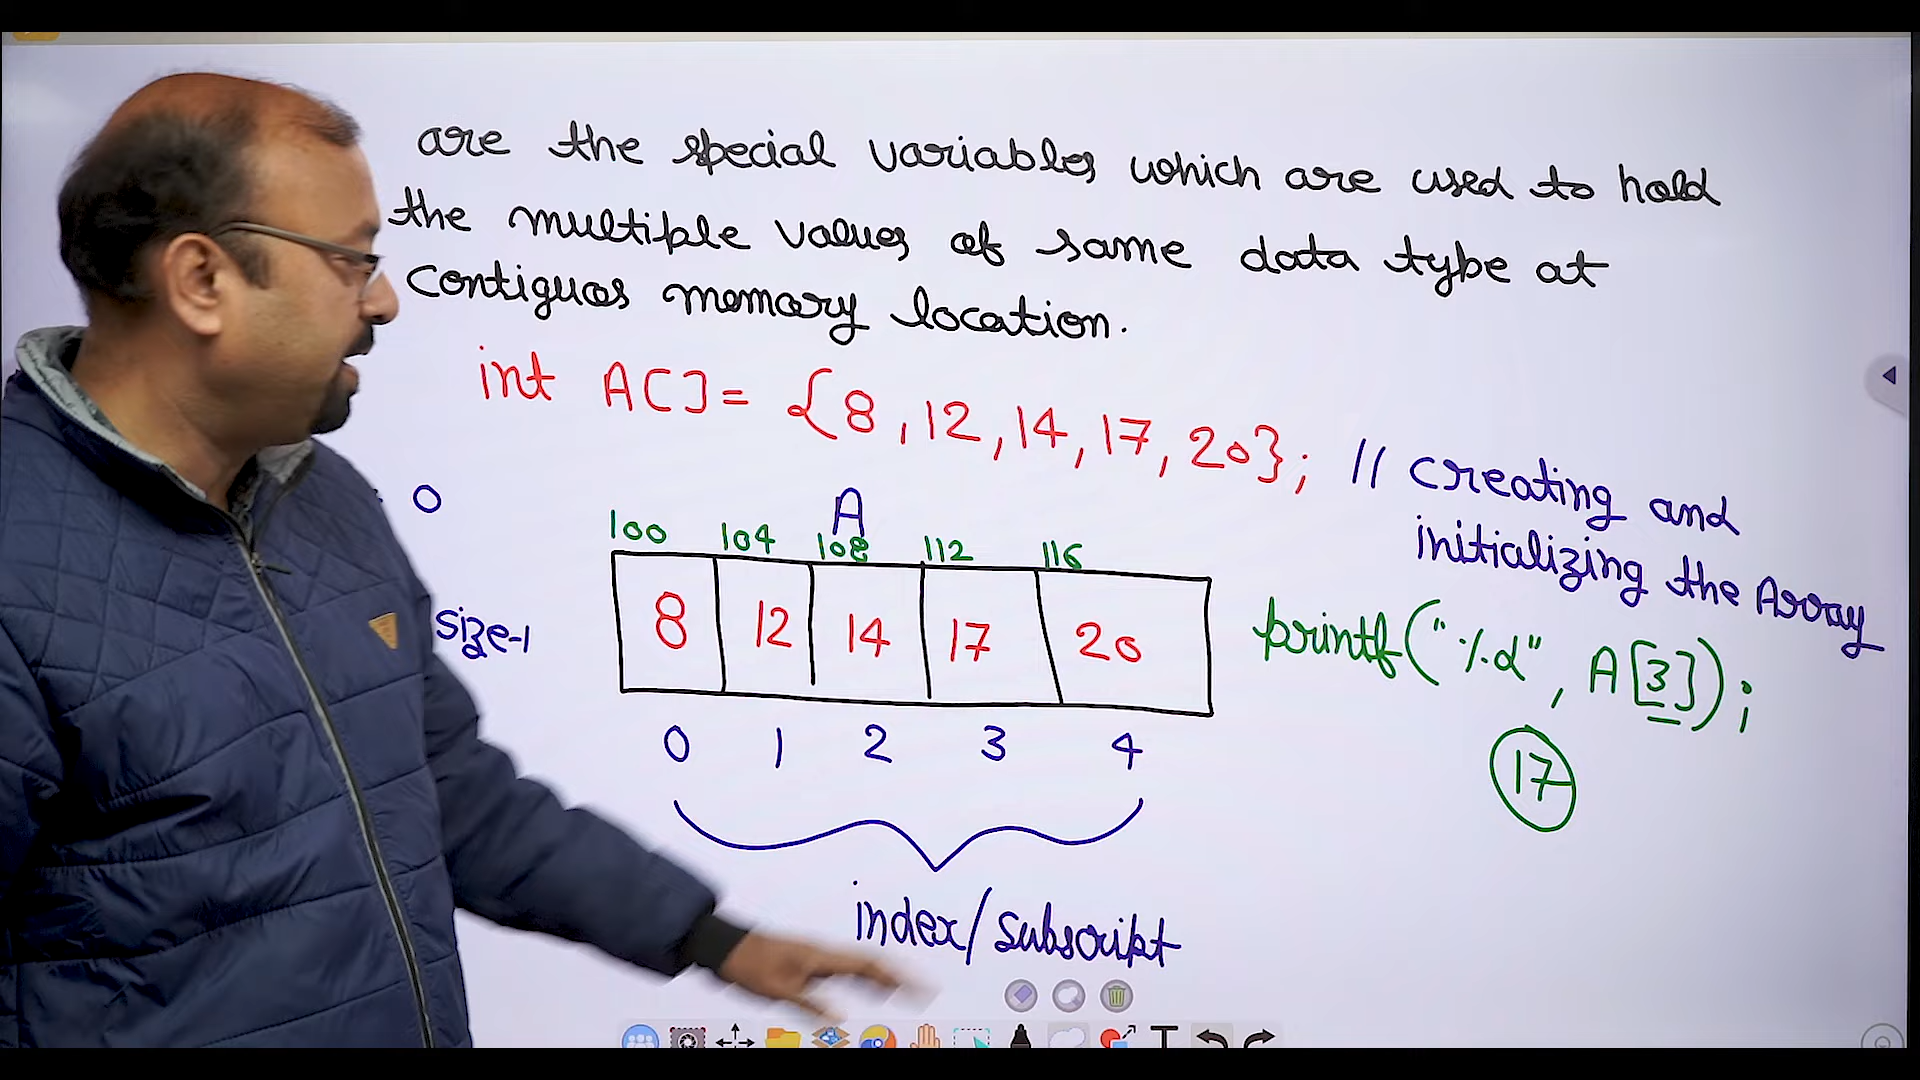 are the special variables which are used to hold
the multiple values of same data type at
contiguos memory location.
int A[]= {8,12,14,17,20}; // creating and
initializing the Array
0
A
100 104 108 112 116
8 12 14 17 20
size-1
printf("%d", A[3]);
0 1 2 3 4
17
index/subscript
T